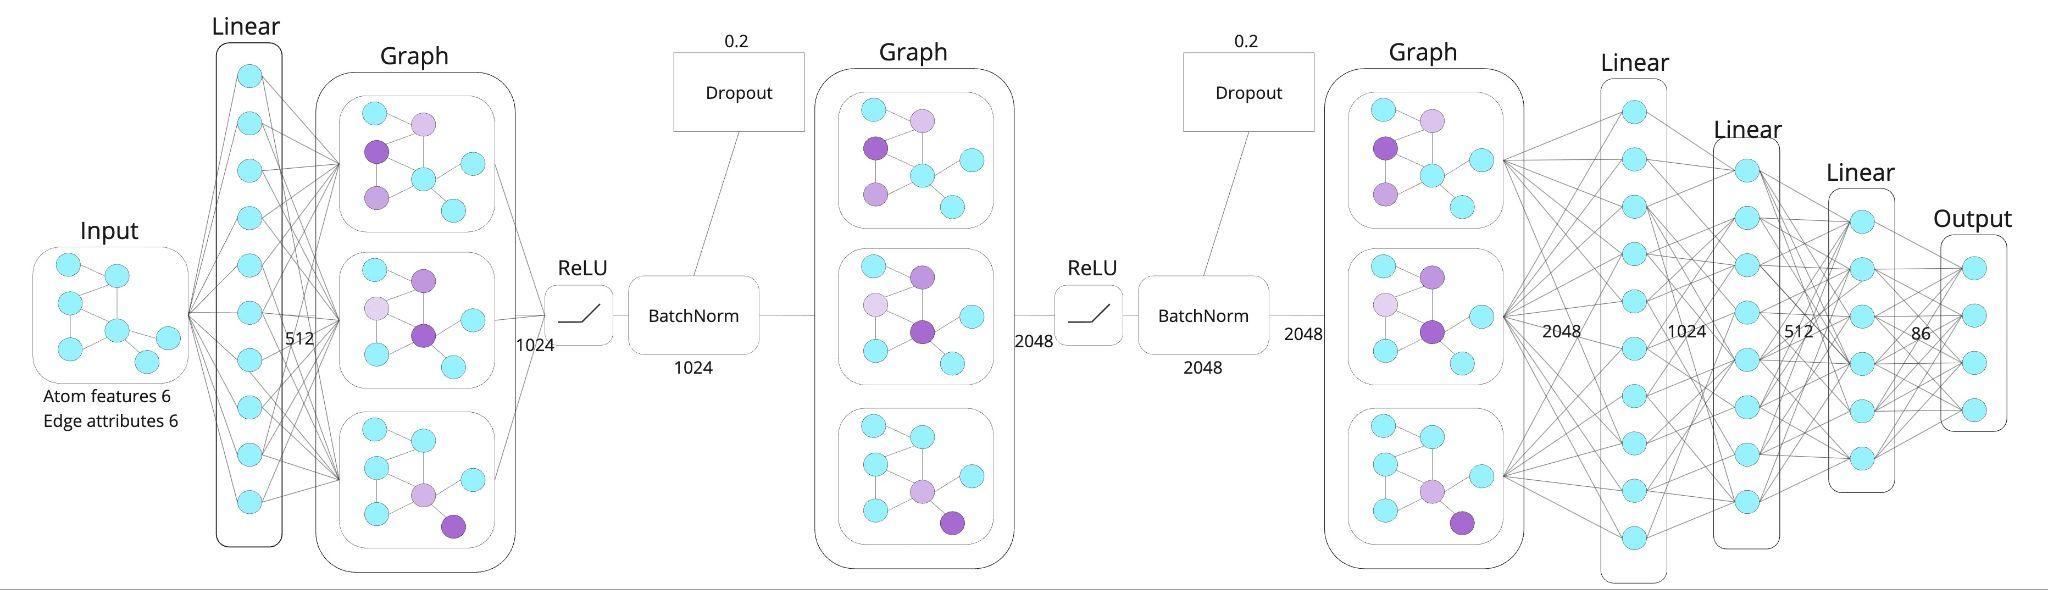 Input
Atom features 6
Edge attributes 6
Linear
512
Graph
1024
ReLU
0.2
Dropout
BatchNorm
1024
Graph
2048
ReLU
0.2
Dropout
BatchNorm
2048
2048
Graph
2048
Linear
1024
Linear
512
Linear
86
Output